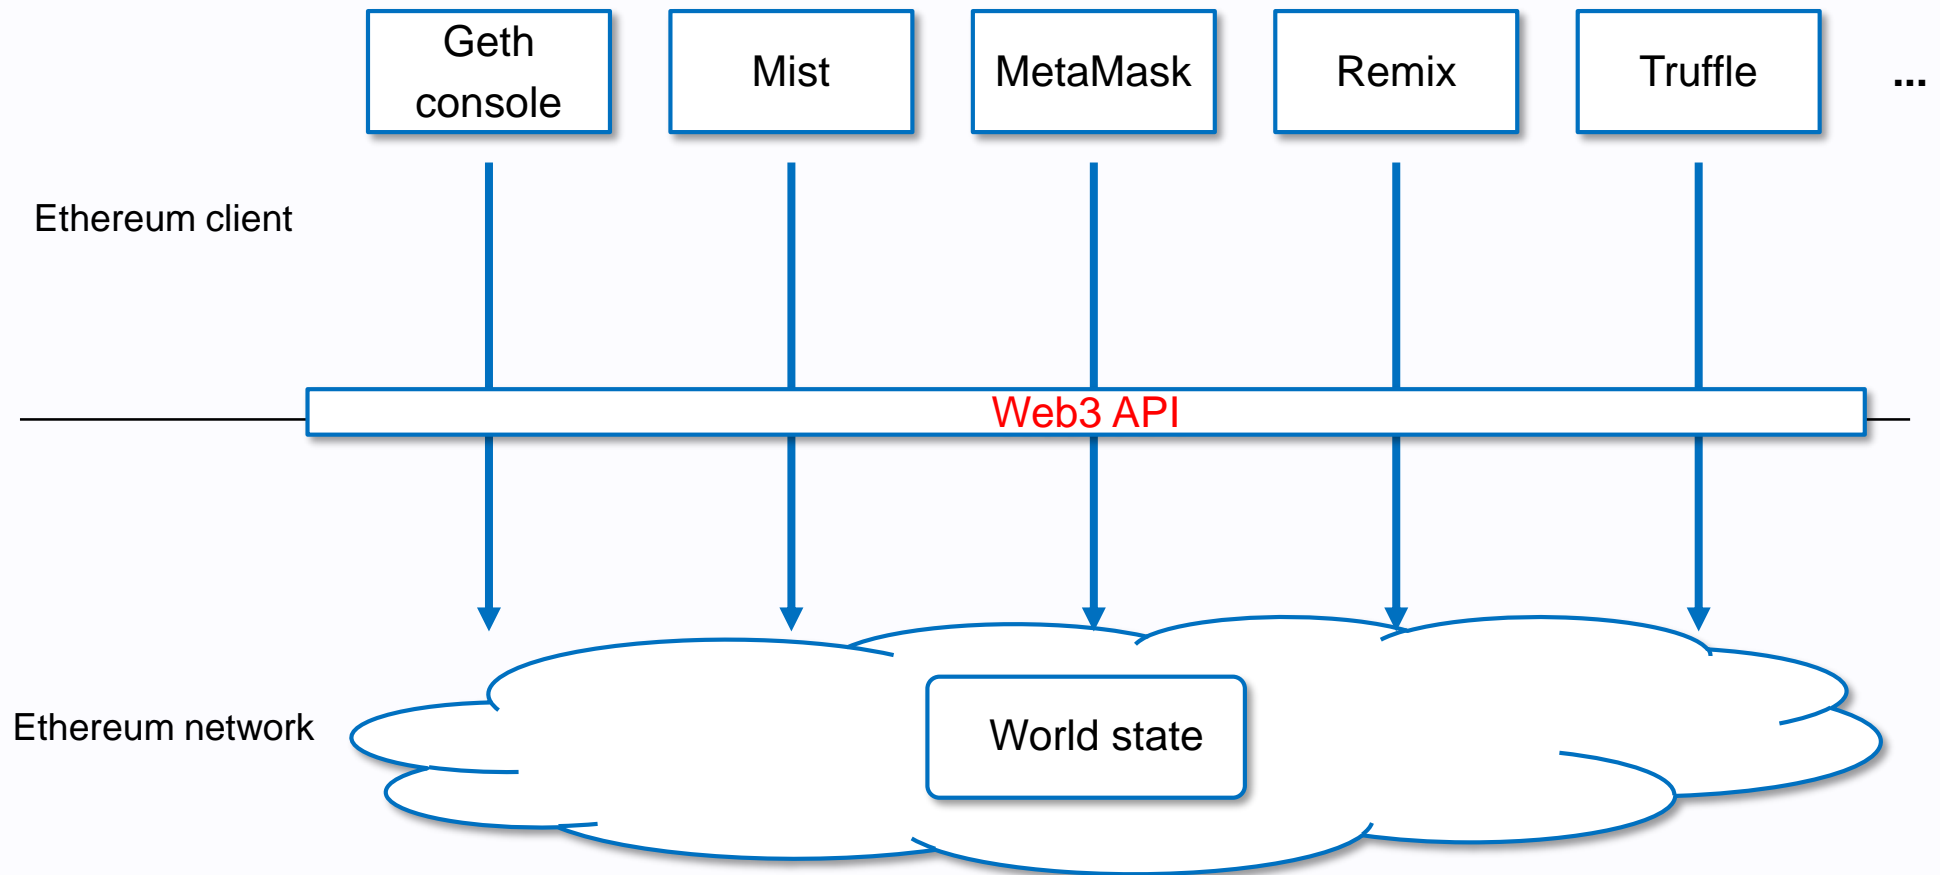 Geth
console
Mist
MetaMask
Remix
Truffle
...
Ethereum client
Web3 API
Ethereum network
World state